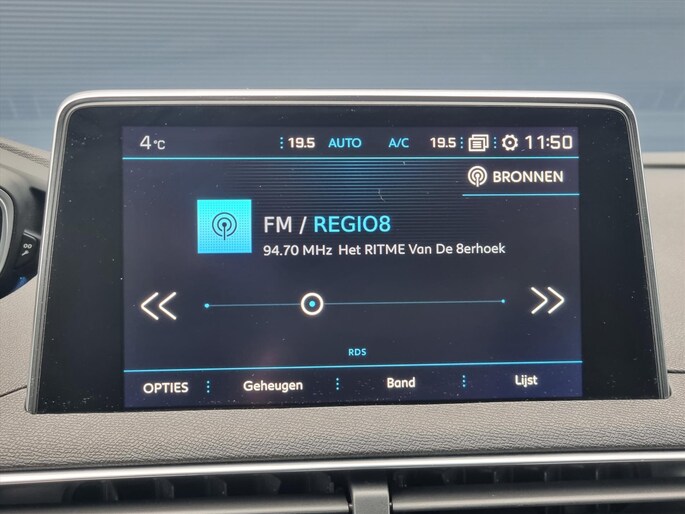 4°C 19.5 AUTO A/C 19.5 11:50
BRONNEN
FM / REGIO8
94.70 MHz Het RITME Van De 8erhoek
RDS
OPTIES Geheugen Band Lijst